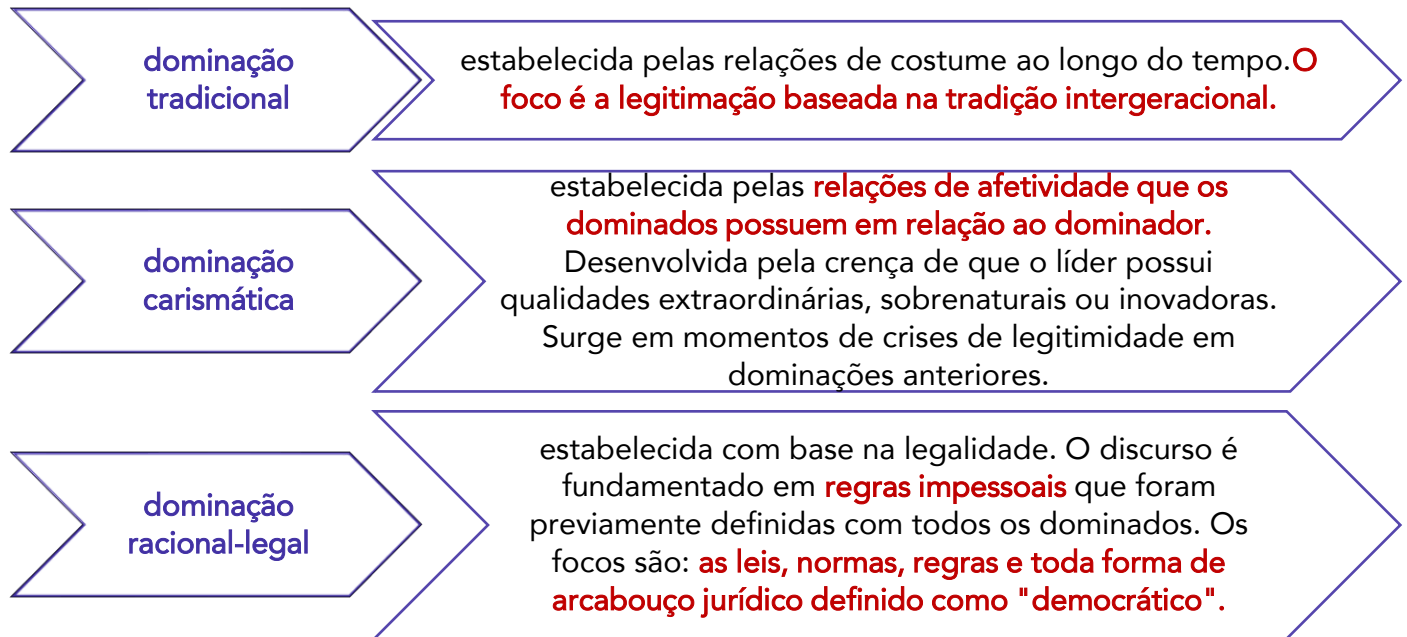 dominação
tradicional
estabelecida pelas relações de costume ao longo do tempo.O
foco é a legitimação baseada na tradição intergeracional.
dominação
carismática
estabelecida pelas relações de afetividade que os
dominados possuem em relação ao dominador.
Desenvolvida pela crença de que o líder possui
qualidades extraordinárias, sobrenaturais ou inovadoras.
Surge em momentos de crises de legitimidade em
dominações anteriores.
dominação
racional-legal
estabelecida com base na legalidade. O discurso é
fundamentado em regras impessoais que foram
previamente definidas com todos os dominados. Os
focos são: as leis, normas, regras e toda forma de
arcabouço jurídico definido como "democrático".